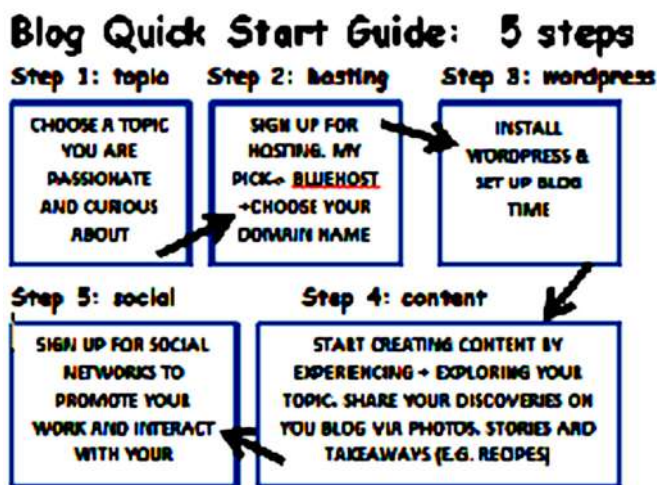 Blog Quick Start Guide: 5 steps
Step 1: topic
CHOOSE A TOPIC
YOU ARE
PASSIONATE
AND CURIOUS
ABOUT
Step 2: hosting
SIGN UP FOR
HOSTING. MY
PICK→ BLUEHOST
+CHOOSE YOUR
DOMAIN NAME
Step 3: wordpress
INSTALL
WORDPRESS &
SET UP BLOG
TIME
Step 4: content
START CREATING CONTENT BY
EXPERIENCING + EXPLORING YOUR
TOPIC. SHARE YOUR DISCOVERIES ON
YOU BLOG VIA PHOTOS, STORIES AND
TAKEAWAYS (E.G. RECIPES)
Step 5: social
SIGN UP FOR SOCIAL
NETWORKS TO
PROMOTE YOUR
WORK AND INTERACT
WITH YOUR